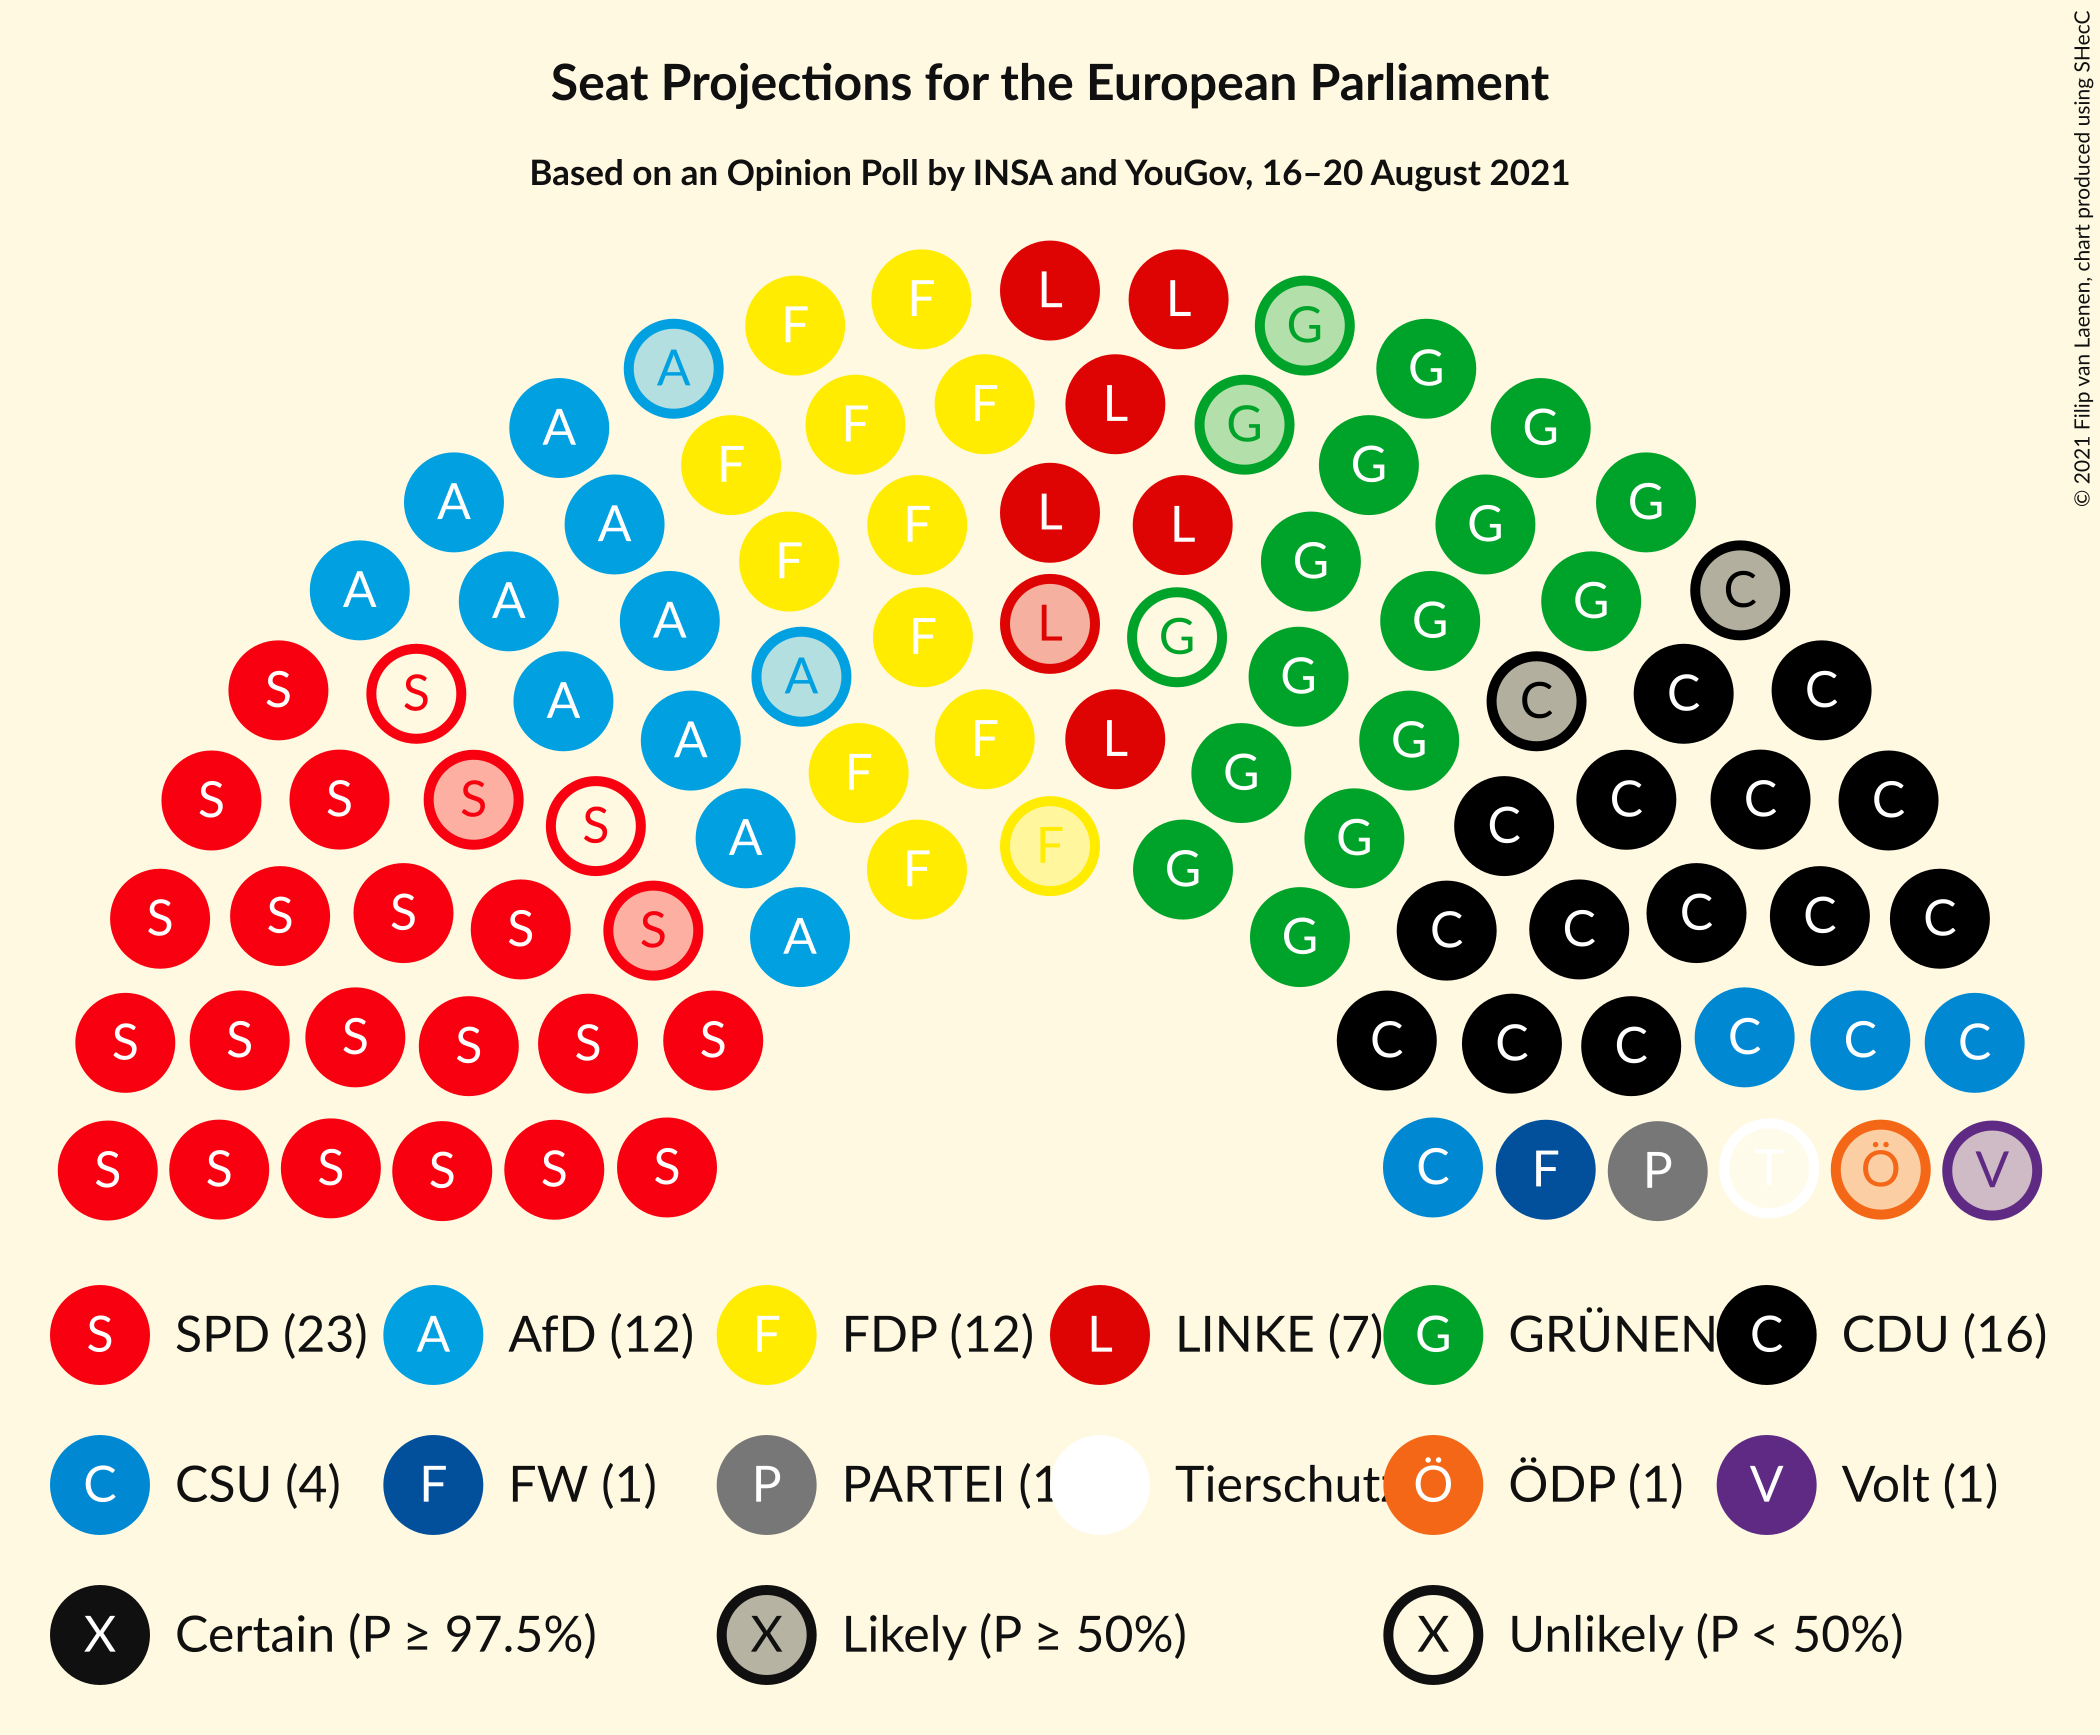 Seat Projections for the European Parliament
Based on an Opinion Poll by INSA and YouGov, 16–20 August 2021
© 2021 Filip van Laenen, chart produced using SHecC
L
F L
F G
A G
F L
A F G G
F G
A G
F L
A A G G
L
F G
A A G C
F G
A A G G
S S A A G C C C
F L
A G
S S S F G C C C
S A G C
F
F G
S S S S S A G C C C C C
S S S S S S C C C C C C
S S S S S S C F P T Ö V
S SPD (23) A AfD (12) F FDP (12) L LINKE (7) G GRÜNEN C CDU (16)
C CSU (4) F FW (1) P PARTEI (1 Tierschutz Ö ÖDP (1) V Volt (1)
X Certain (P ≥ 97.5%) X Likely (P ≥ 50%) X Unlikely (P < 50%)